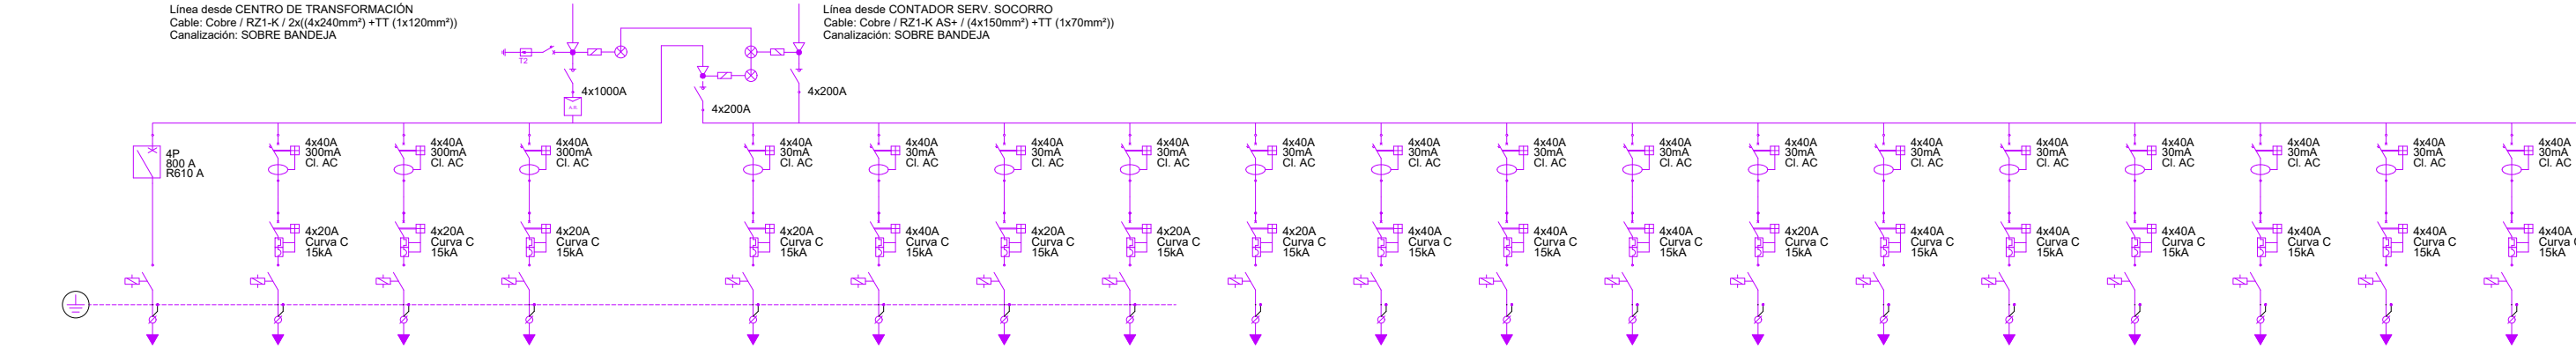 Línea desde CENTRO DE TRANSFORMACIÓN
Cable: Cobre / RZ1-K / 2x((4x240mm²) +TT (1x120mm²))
Canalización: SOBRE BANDEJA
Línea desde CONTADOR SERV. SOCORRO
Cable: Cobre / RZ1-K AS+ / (4x150mm²) +TT (1x70mm²))
Canalización: SOBRE BANDEJA
T2
4x1000A
4x200A
4x200A
4P
800 A
R610 A
4x40A
300mA
Cl. AC
4x40A
300mA
Cl. AC
4x40A
300mA
Cl. AC
4x40A
30mA
Cl. AC
4x40A
30mA
Cl. AC
4x40A
30mA
Cl. AC
4x40A
30mA
Cl. AC
4x40A
30mA
Cl. AC
4x40A
30mA
Cl. AC
4x40A
30mA
Cl. AC
4x40A
30mA
Cl. AC
4x40A
30mA
Cl. AC
4x40A
30mA
Cl. AC
4x40A
30mA
Cl. AC
4x40A
30mA
Cl. AC
4x40A
30mA
Cl. AC
4x40A
30mA
Cl. AC
4x40A
30mA
Cl. AC
4x20A
Curva C
15kA
4x20A
Curva C
15kA
4x20A
Curva C
15kA
4x20A
Curva C
15kA
4x40A
Curva C
15kA
4x20A
Curva C
15kA
4x20A
Curva C
15kA
4x20A
Curva C
15kA
4x40A
Curva C
15kA
4x40A
Curva C
15kA
4x40A
Curva C
15kA
4x20A
Curva C
15kA
4x40A
Curva C
15kA
4x40A
Curva C
15kA
4x40A
Curva C
15kA
4x40A
Curva C
15kA
4x40A
Curva C
15kA
4x40A
Curva C
15kA